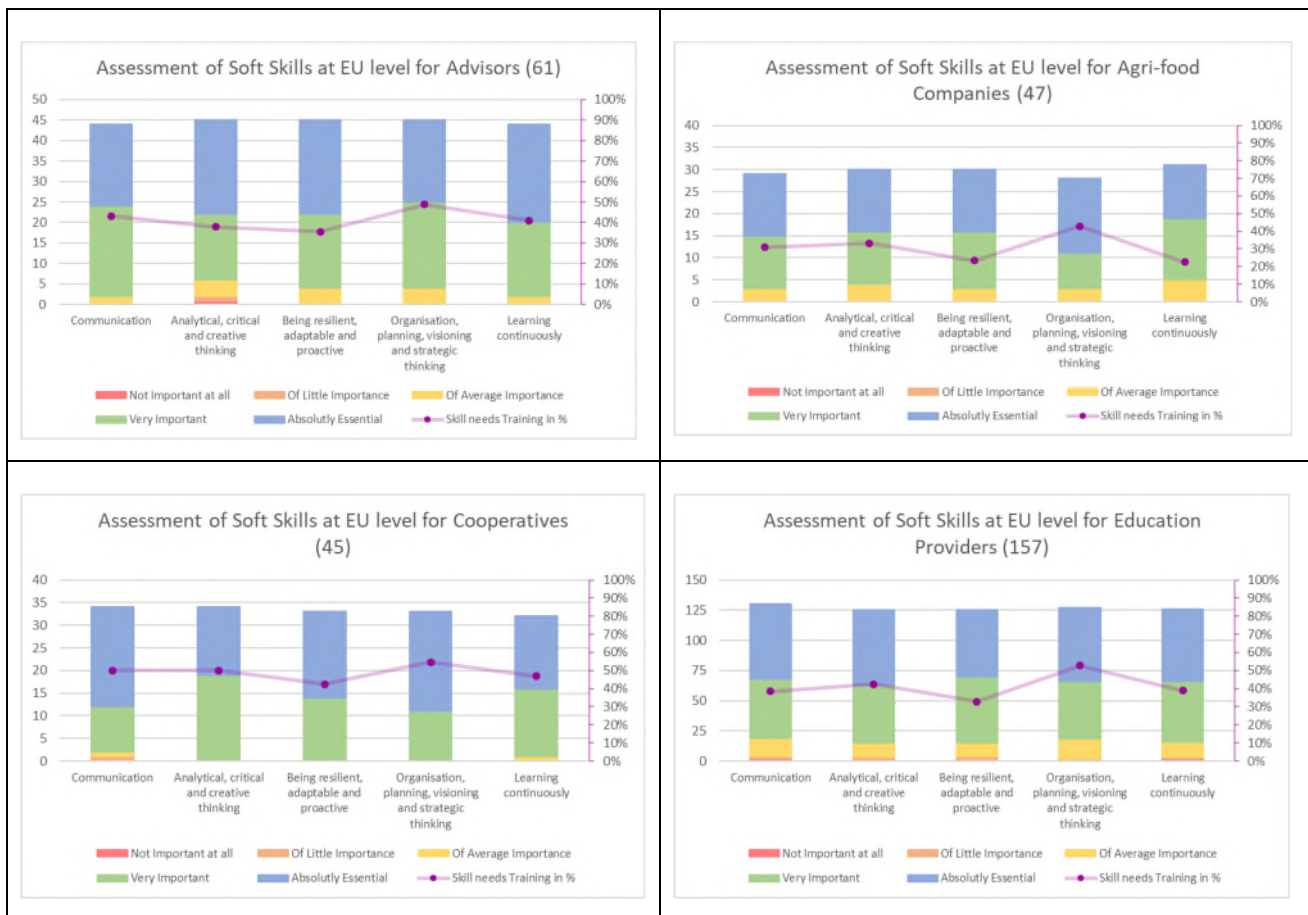 Assessment of Soft Skills at EU level for Advisors (61)
50
45
40
35
30
25
20
15
10
5
0
100%
90%
80%
70%
60%
50%
40%
30%
20%
10%
0%
Communication
Analytical, critical
and creative
thinking
Being resilient,
adaptable and
proactive
Organisation,
planning, visioning
and strategic
thinking
Learning
continuously
Not Important at all
Of Little Importance
Of Average Importance
Very Important
Absolutly Essential
Skill needs Training in %
Assessment of Soft Skills at EU level for Agri-food
Companies (47)
40
35
30
25
20
15
10
5
0
100%
90%
80%
70%
60%
50%
40%
30%
20%
10%
0%
Communication
Analytical, critical
and creative
thinking
Being resilient,
adaptable and
proactive
Organisation,
planning, visioning
and strategic
thinking
Learning
continuously
Not Important at all
Of Little Importance
Of Average Importance
Very Important
Absolutly Essential
Skill needs Training in %
Assessment of Soft Skills at EU level for Cooperatives
(45)
40
35
30
25
20
15
10
5
0
100%
90%
80%
70%
60%
50%
40%
30%
20%
10%
0%
Communication
Analytical, critical
and creative
thinking
Being resilient,
adaptable and
proactive
Organisation,
planning, visioning
and strategic
thinking
Learning
continuously
Not Important at all
Of Little Importance
Of Average Importance
Very Important
Absolutly Essential
Skill needs Training in %
Assessment of Soft Skills at EU level for Education
Providers (157)
150
125
100
75
50
25
0
100%
90%
80%
70%
60%
50%
40%
30%
20%
10%
0%
Communication
Analytical, critical
and creative
thinking
Being resilient,
adaptable and
proactive
Organisation,
planning, visioning
and strategic
thinking
Learning
continuously
Not Important at all
Of Little Importance
Of Average Importance
Very Important
Absolutly Essential
Skill needs Training in %